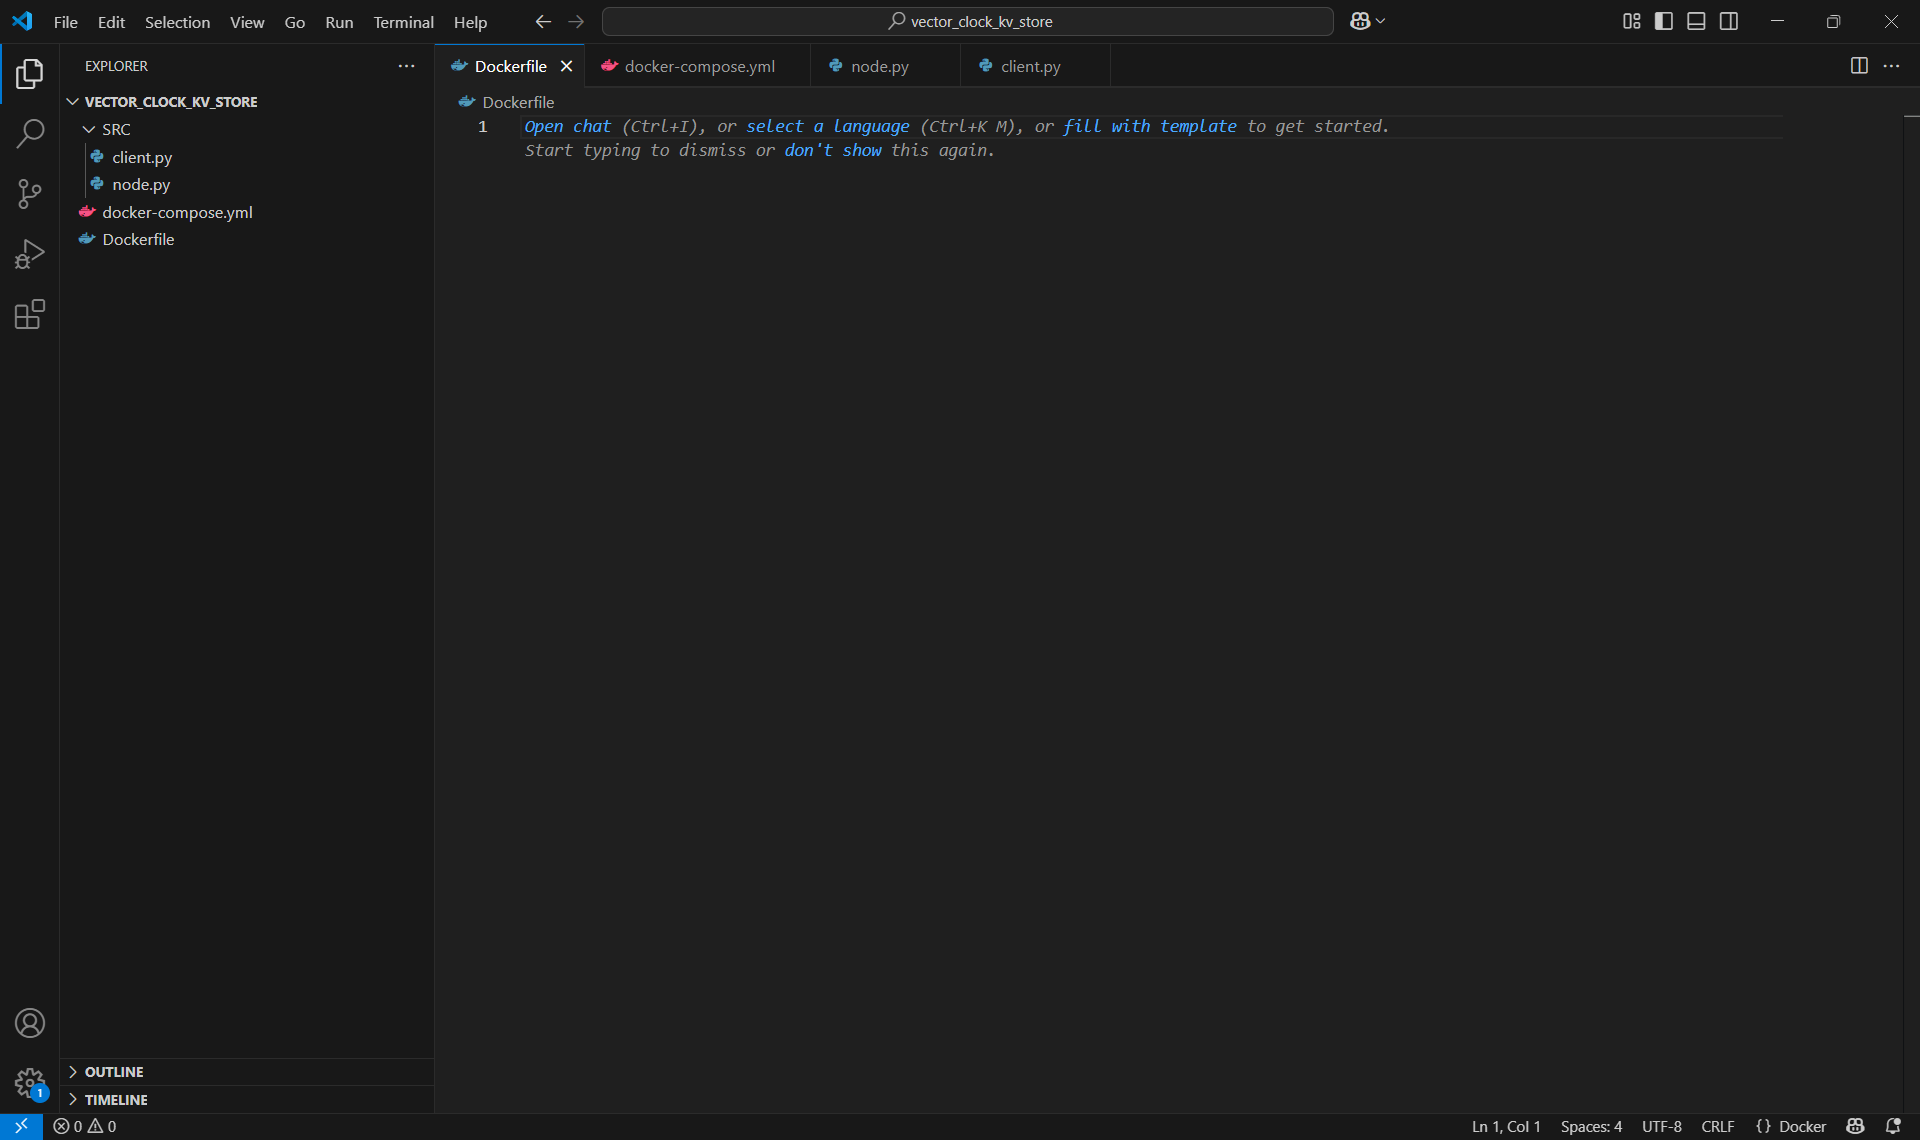 File Edit Selection View Go Run Terminal Help
vector_clock_kv_store
EXPLORER
VECTOR_CLOCK_KV_STORE
SRC
client.py
node.py
docker-compose.yml
Dockerfile
OUTLINE
TIMELINE
Dockerfile docker-compose.yml node.py client.py
Dockerfile
1 Open chat (Ctrl+I), or select a language (Ctrl+K M), or fill with template to get started.
Start typing to dismiss or don't show this again.
1
0 0 Ln 1, Col 1 Spaces: 4 UTF-8 CRLF {} Docker